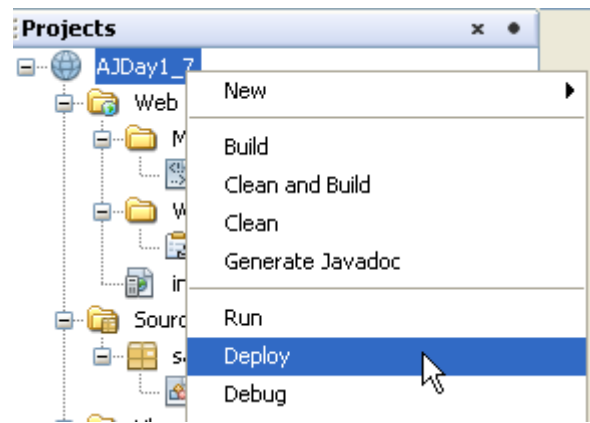 Projects
AJDay1_7
New
Web
Build
Clean and Build
Clean
Generate Javadoc
Sourc
Run
Deploy
Debug